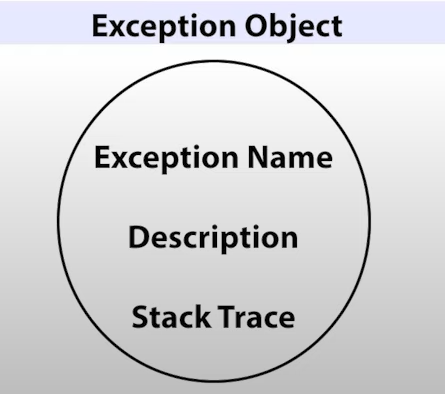 Exception Object
Exception Name
Description
Stack Trace